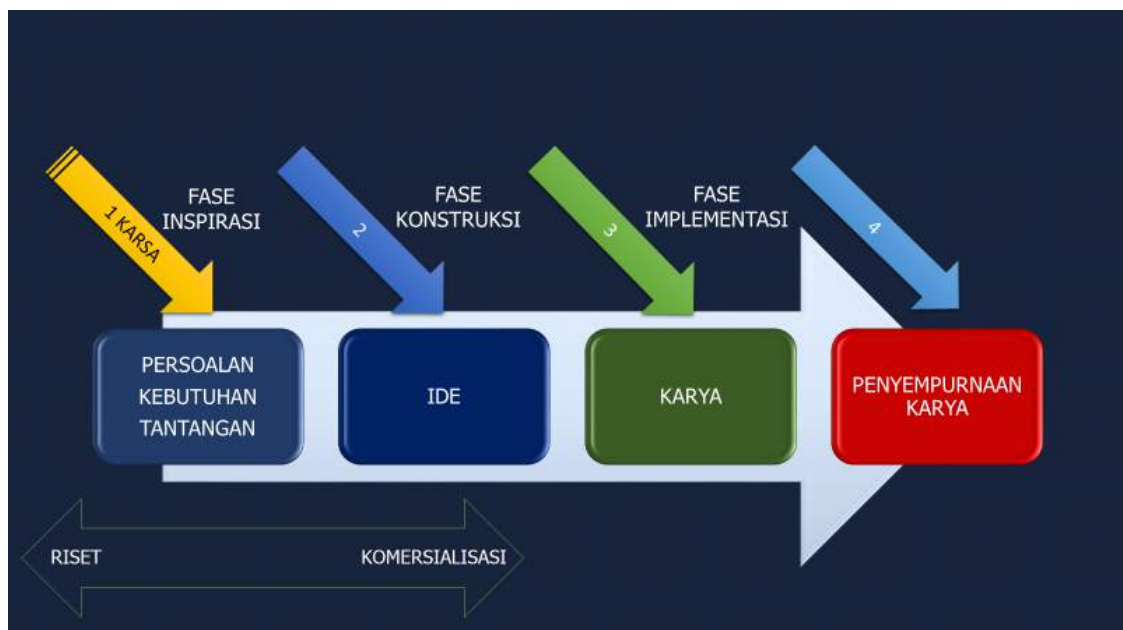 1 KARSA
FASE
INSPIRASI
2
FASE
KONSTRUKSI
3
FASE
IMPLEMENTASI
4
PERSOALAN
KEBUTUHAN
TANTANGAN
IDE
KARYA
PENYEMPURNAAN
KARYA
RISET
KOMERSIALISASI